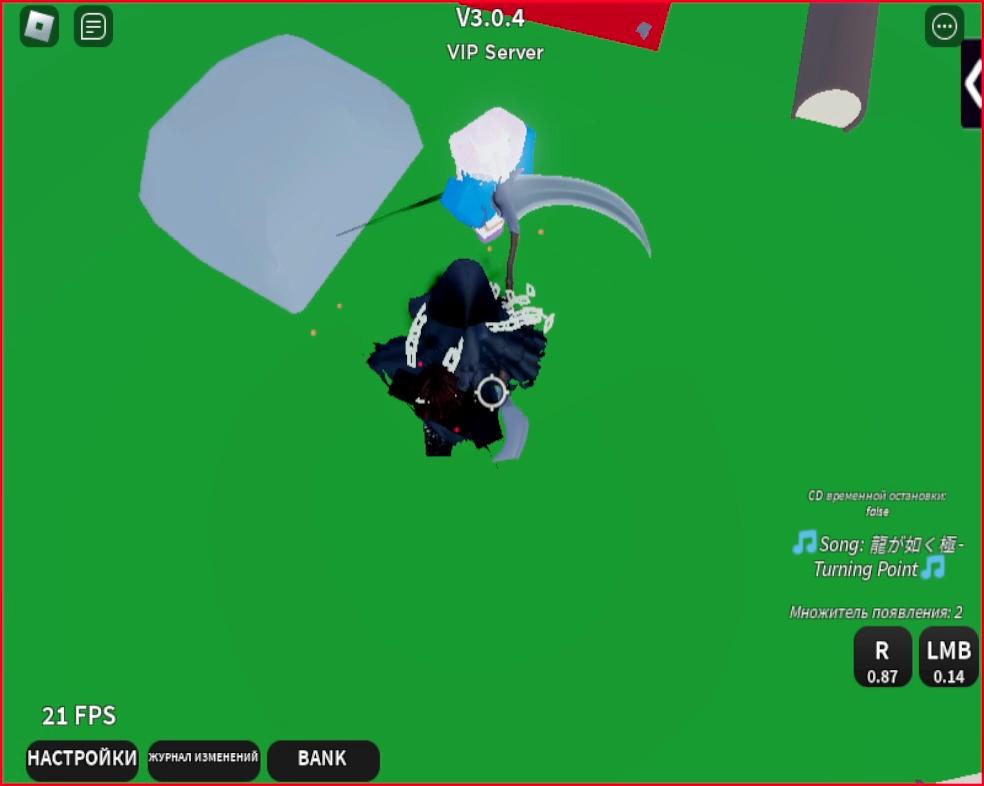 V3.0.4
VIP Server
CD временной остановки:
false
🎵Song: 龍が如く極-
Turning Point🎵
Множитель появления: 2
R
0.87
LMB
0.14
21 FPS
НАСТРОЙКИ
ЖУРНАЛ ИЗМЕНЕНИЙ
BANK